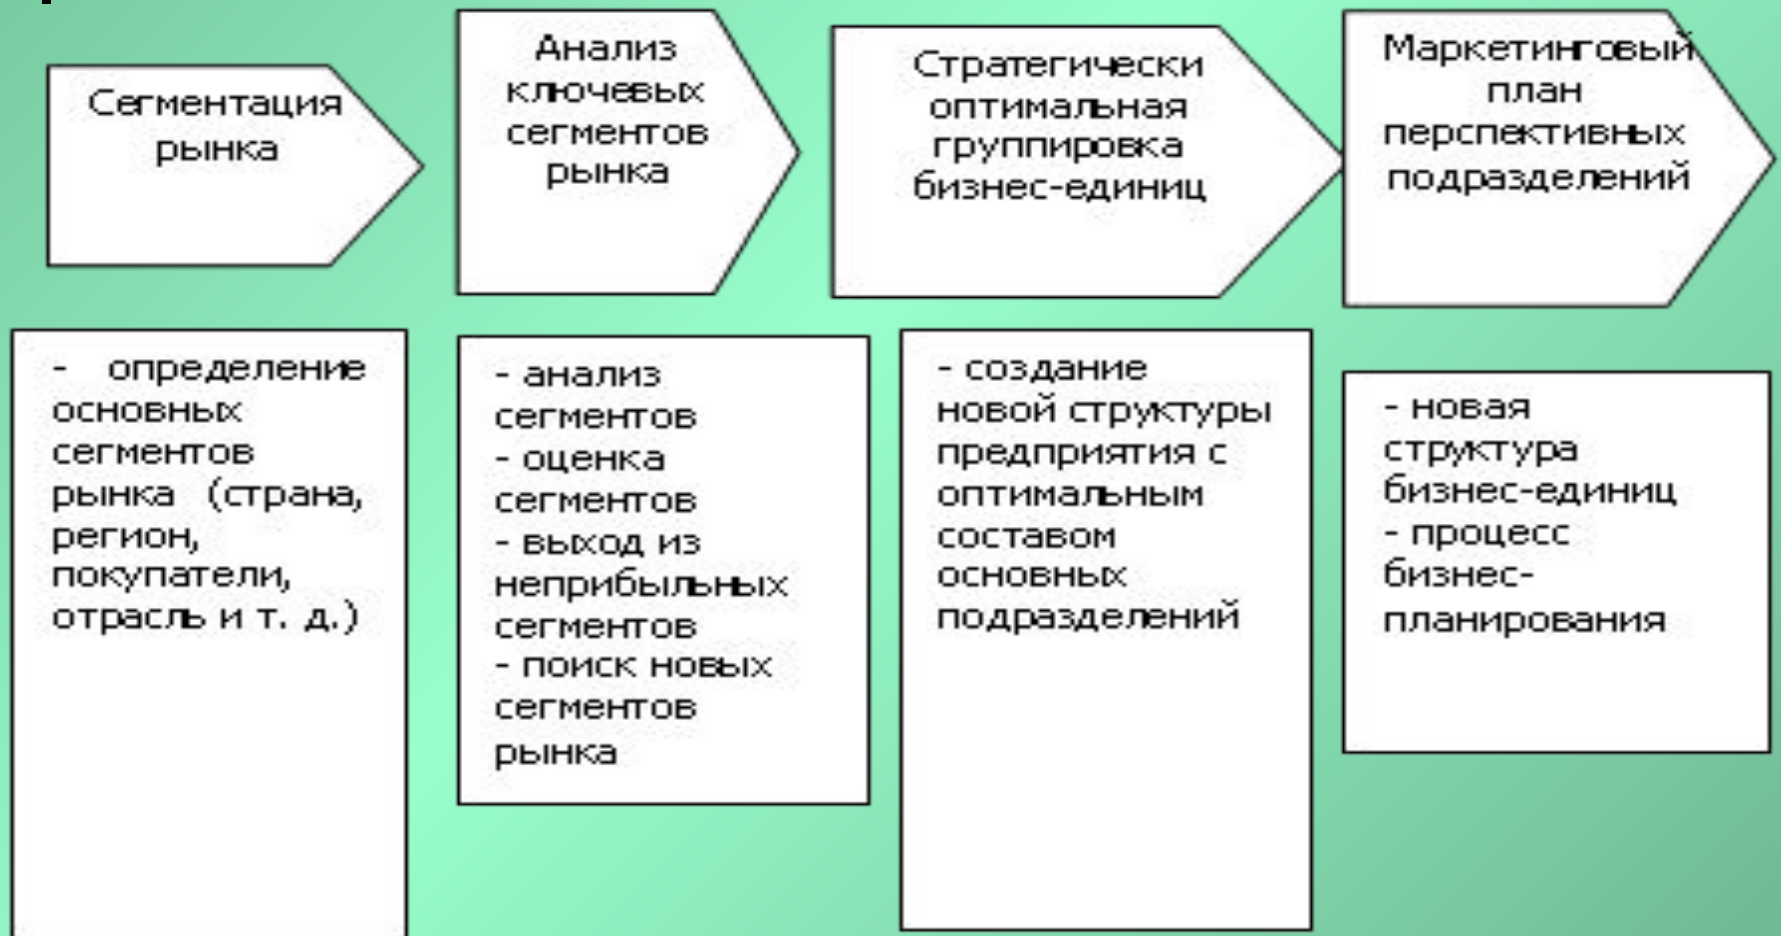 Сегментация
рынка
Анализ
ключевых
сегментов
рынка
Стратегически
оптимальная
группировка
бизнес-единиц
Маркетинговый
план
перспективных
подразделений
- определение
основных
сегментов
рынка (страна,
регион,
покупатели,
отрасль и т. д.)
- анализ
сегментов
- оценка
сегментов
- выход из
неприбыльных
сегментов
- поиск новых
сегментов
рынка
- создание
новой структуры
предприятия с
оптимальным
составом
основных
подразделений
- новая
структура
бизнес-единиц
- процесс
бизнес-
планирования